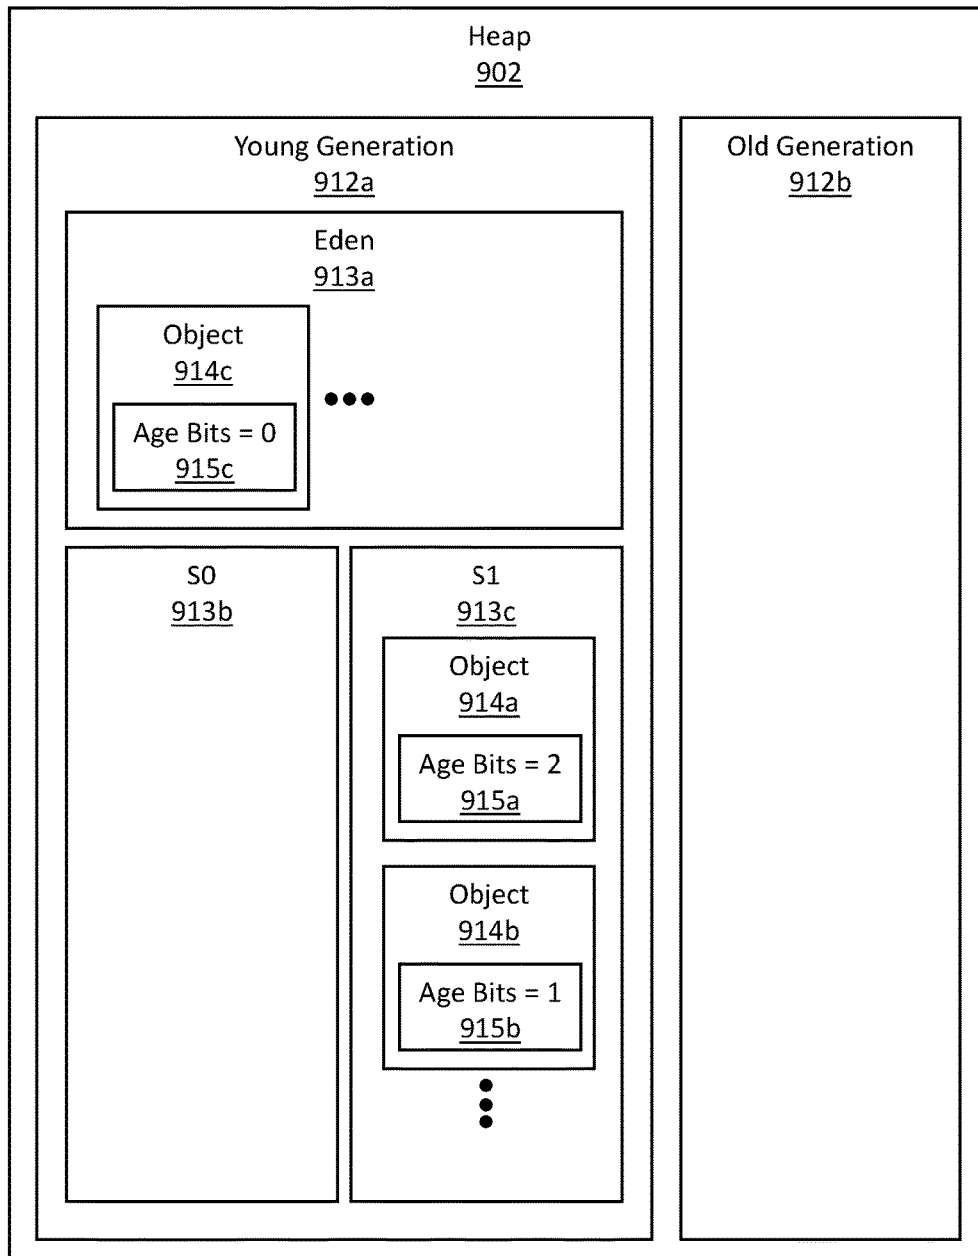 Heap
902
Young Generation
912a
Old Generation
912b
Eden
913a
Object
914c
Age Bits = 0
915c
S0
913b
S1
913c
Object
914a
Age Bits = 2
915a
Object
914b
Age Bits = 1
915b